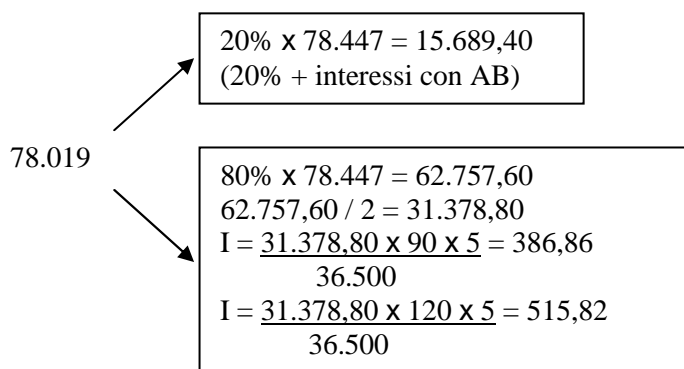 20% x 78.447 = 15.689,40
(20% + interessi con AB)
78.019
80% x 78.447 = 62.757,60
62.757,60 / 2 = 31.378,80
I = 31.378,80 x 90 x 5 = 386,86
36.500
I = 31.378,80 x 120 x 5 = 515,82
36.500